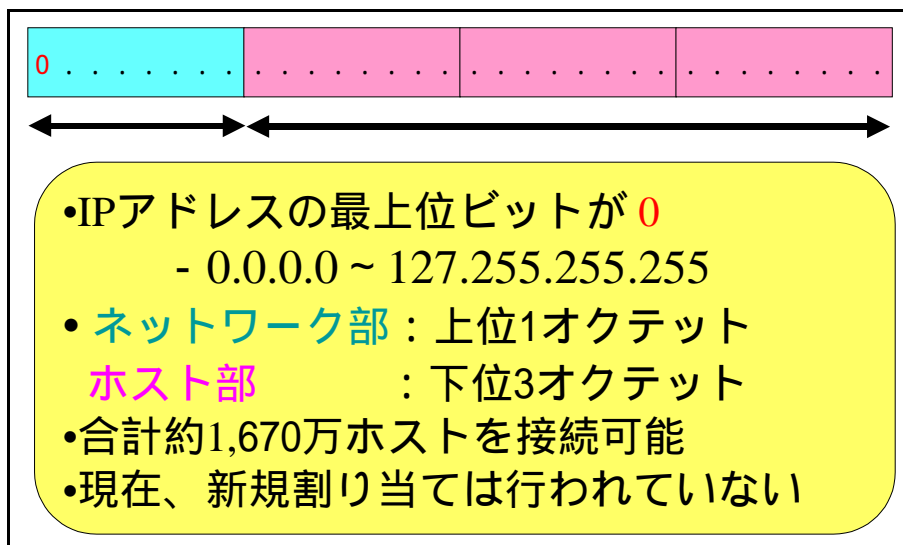 0 . . . . . . . . . . . . . . . . . . . . . . . . . . . . . . .
•IPアドレスの最上位ビットが 0
- 0.0.0.0 ~ 127.255.255.255
• ネットワーク部：上位1オクテット
ホスト部 ：下位3オクテット
•合計約1,670万ホストを接続可能
•現在、新規割り当ては行われていない